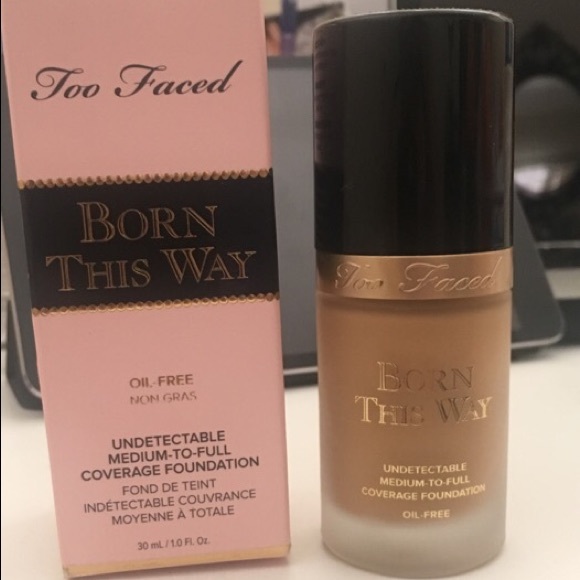 Too Faced
BORN
THIS WAY
OIL-FREE
NON GRAS
UNDETECTABLE
MEDIUM-TO-FULL
COVERAGE FOUNDATION
FOND DE TEINT
INDÉTECTABLE COUVRANCE
MOYENNE À TOTALE
30 mL / 1.0 Fl. Oz.
Too Faced
BORN
THIS WAY
UNDETECTABLE
MEDIUM-TO-FULL
COVERAGE FOUNDATION
OIL-FREE